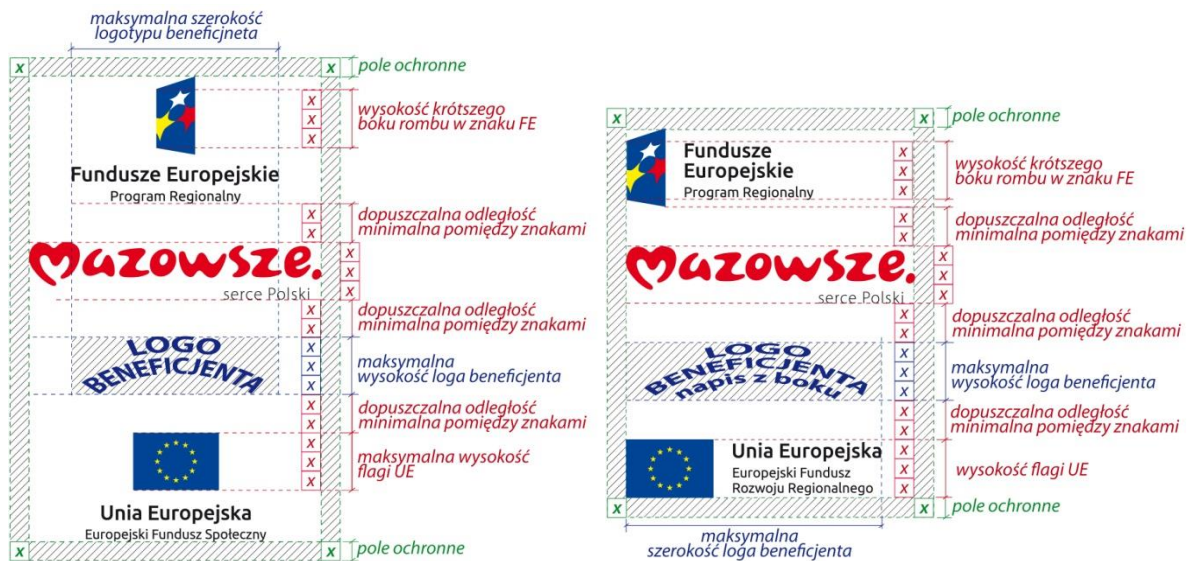 maksymalna szerokość
logotypu beneficjneta
x
x
pole ochronne
x
x
x
wysokość krótszego
boku rombu w znaku FE
Fundusze Europejskie
Program Regionalny
x
x
dopuszczalna odległość
minimalna pomiędzy znakami
mazowsze.
serce Polski
x
x
x
x
x
dopuszczalna odległość
minimalna pomiędzy znakami
LOGO
BENEFICJENTA
x
x
x
maksymalna
wysokość loga beneficjenta
x
x
dopuszczalna odległość
minimalna pomiędzy znakami
x
x
x
maksymalna wysokość
flagi UE
Unia Europejska
Europejski Fundusz Społeczny
x
x
pole ochronne
x
x
pole ochronne
Fundusze
Europejskie
Program Regionalny
x
x
x
wysokość krótszego
boku rombu w znaku FE
x
x
dopuszczalna odległość
minimalna pomiędzy znakami
mazowsze.
serce Polski
x
x
x
x
x
dopuszczalna odległość
minimalna pomiędzy znakami
LOGO
BENEFICJENTA
napis z boku
x
x
x
maksymalna
wysokość loga beneficjenta
x
x
dopuszczalna odległość
minimalna pomiędzy znakami
Unia Europejska
Europejski Fundusz
Rozwoju Regionalnego
x
x
x
wysokość flagi UE
x
x
pole ochronne
maksymalna
szerokość loga beneficjenta